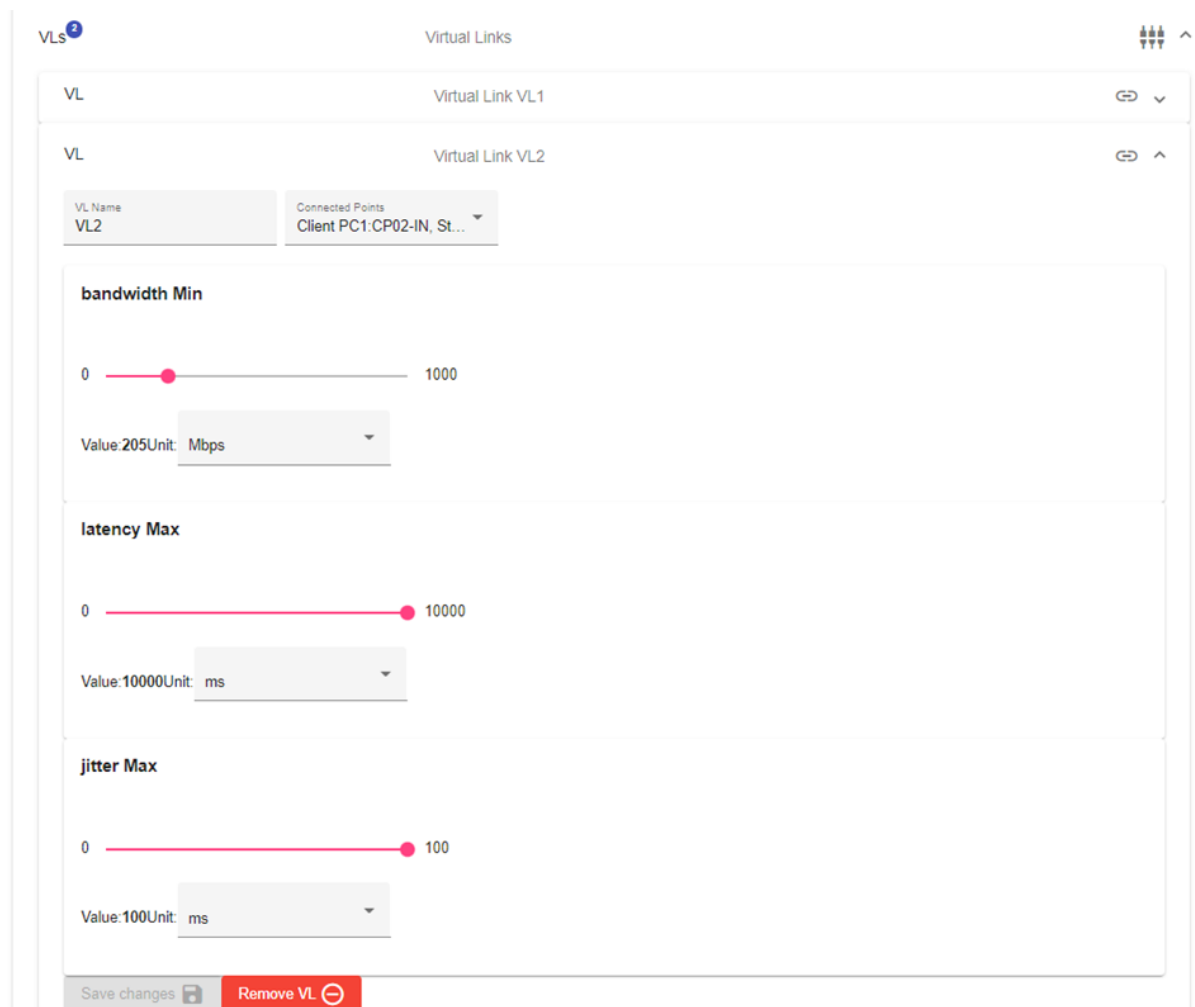 VLs 2 Virtual Links
VL Virtual Link VL1
VL Virtual Link VL2
VL Name
VL2
Connected Points
Client PC1:CP02-IN, St...
bandwidth Min
0 1000
Value:205Unit: Mbps
latency Max
0 10000
Value:10000Unit: ms
jitter Max
0 100
Value:100Unit: ms
Save changes Remove VL